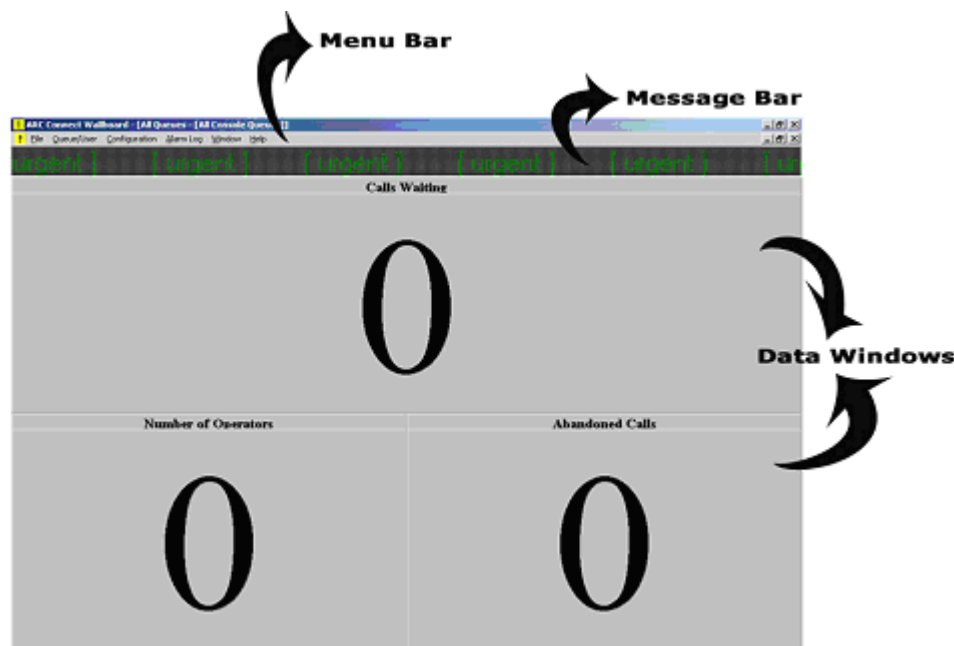 Menu Bar
Message Bar
ARC Connect Wallboard - [All Queues - [All Console Queues]]
File Queue/User Configuration Alarm Log Window Help
urgent ] [ urgent ] [ urgent ] [ urgent ] [ urgent ] [ ur
Calls Waiting
0
Data Windows
Number of Operators Abandoned Calls
0 0